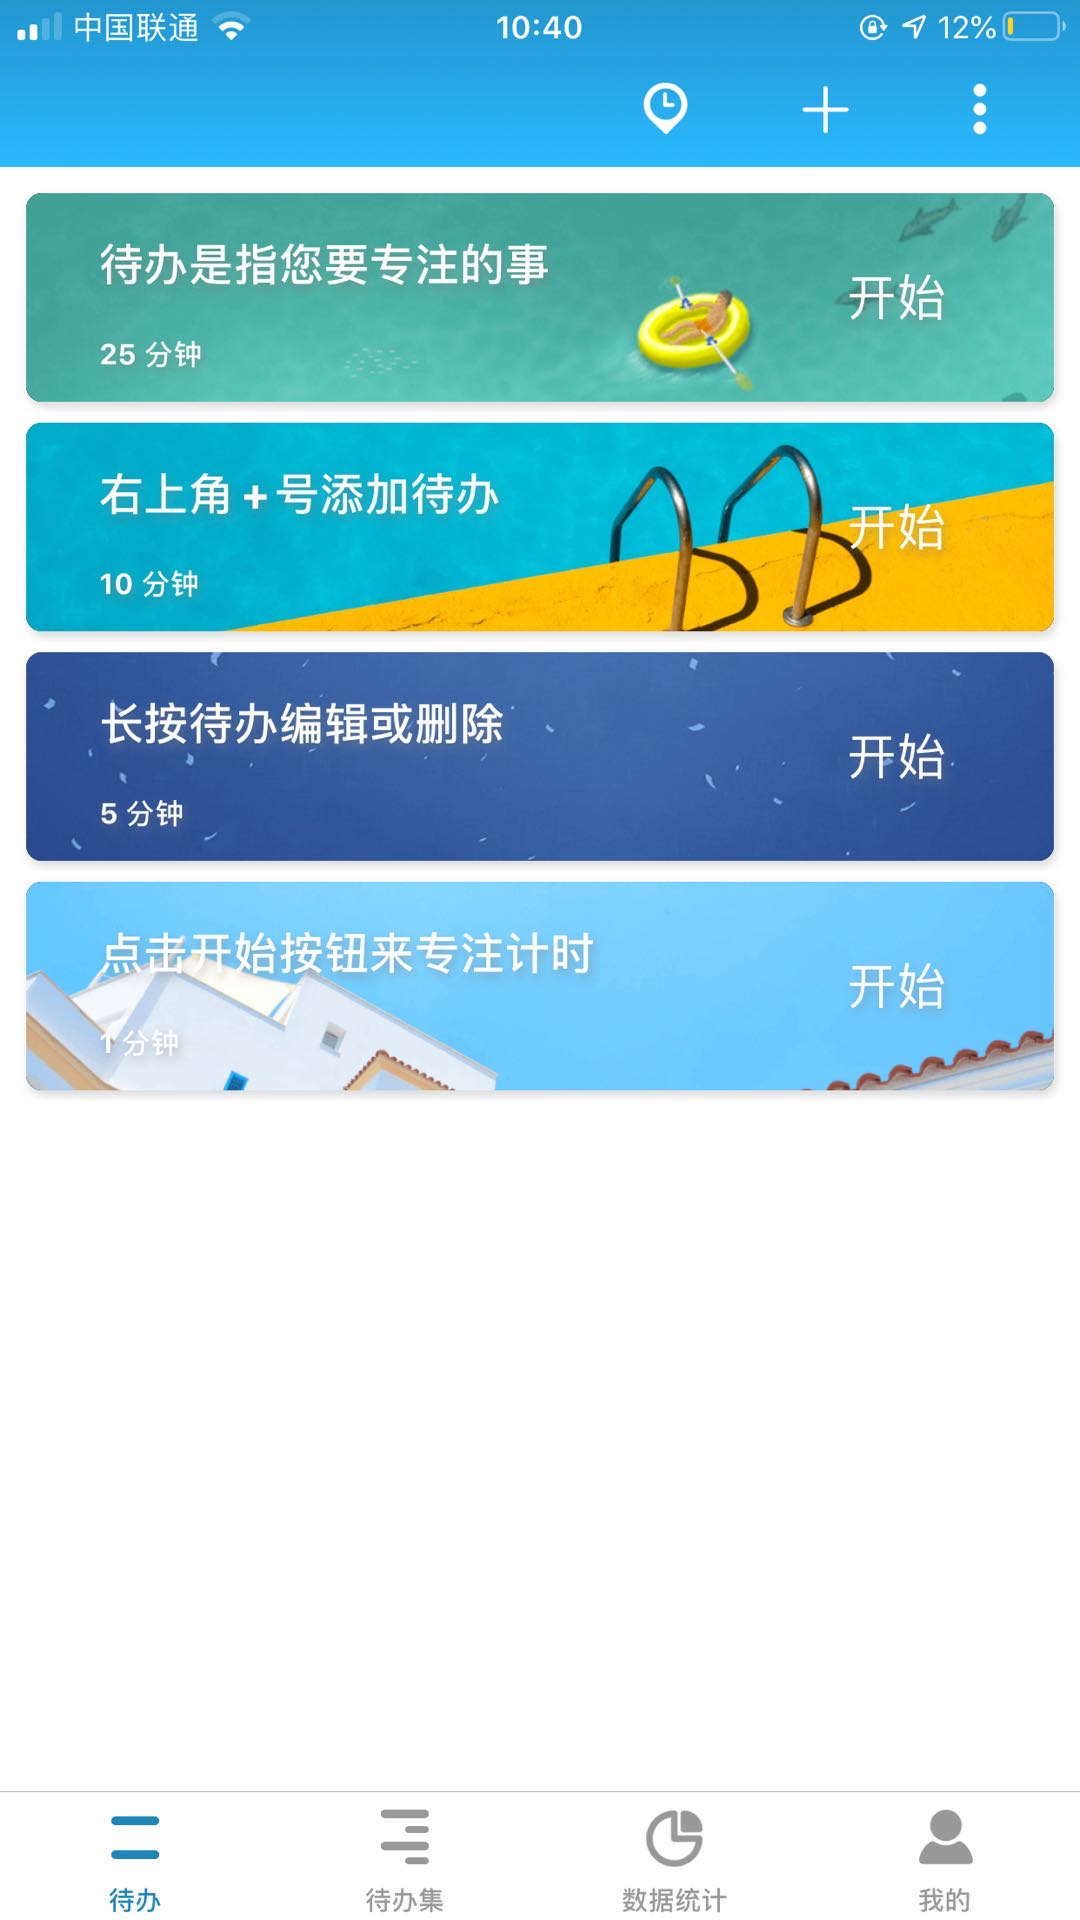 中国联通 10:40 12%
待办是指您要专注的事
25 分钟
开始
右上角+号添加待办
10 分钟
开始
长按待办编辑或删除
5 分钟
开始
点击开始按钮来专注计时
1 分钟
开始
待办 待办集 数据统计 我的